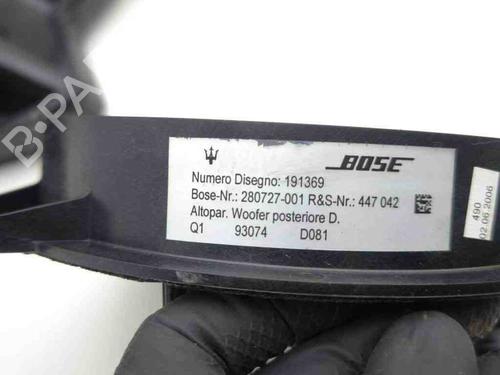 BOSE
Numero Disegno: 191369
Bose-Nr.: 280727-001 R&S-Nr.: 447 042
Altopar. Woofer posteriore D.
Q1 93074 D081
490
02.06.2006
B-PARTS